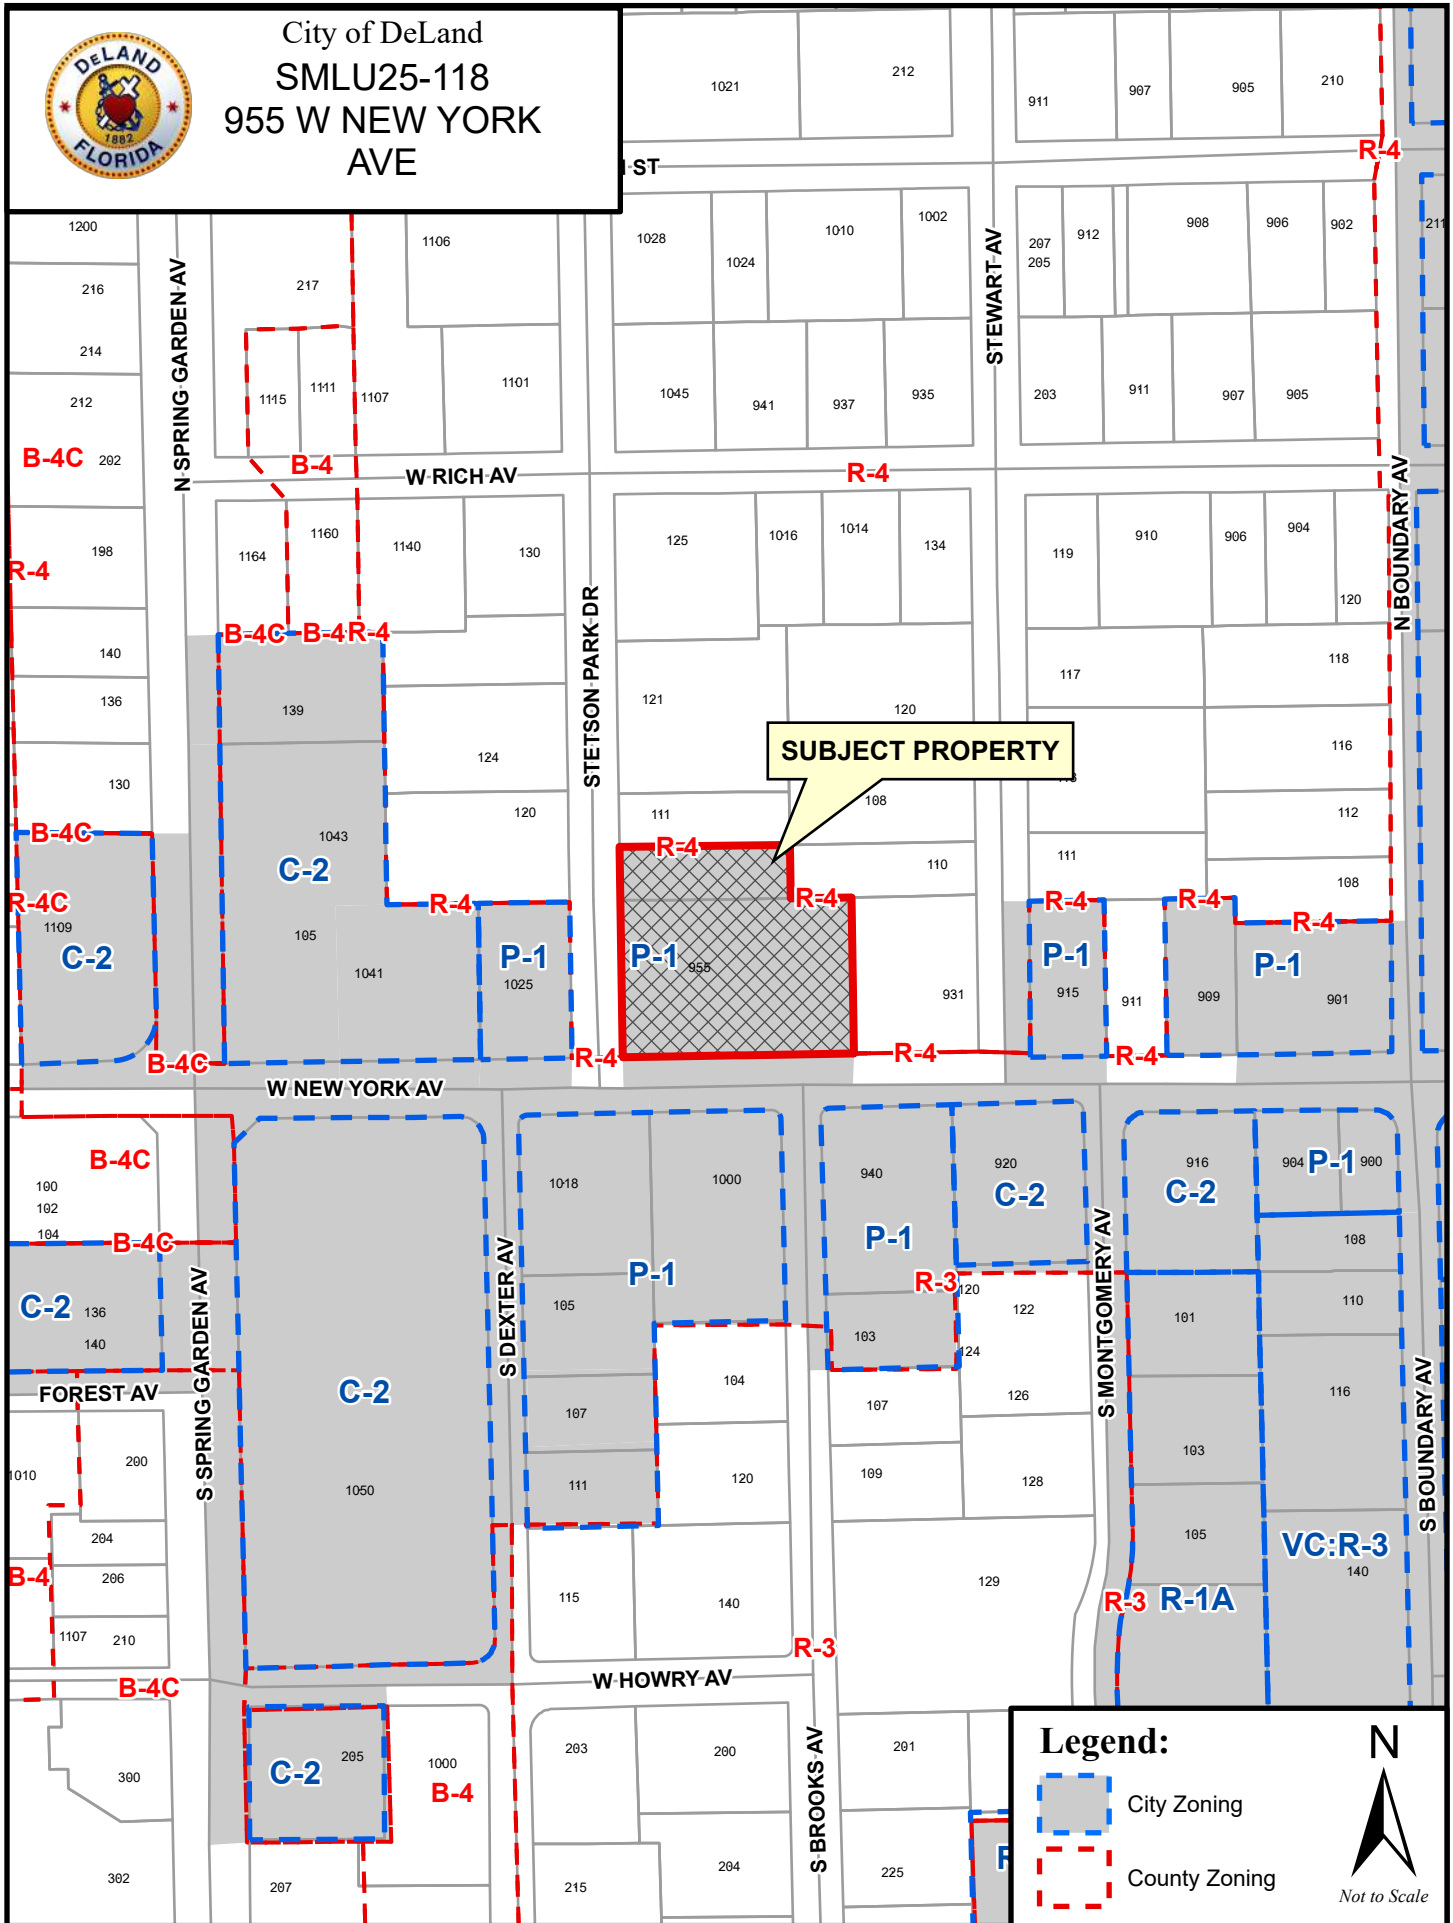 City of DeLand
SMLU25-118
955 W NEW YORK
AVE
DeLAND
1882
FLORIDA
1021
212
911
907
905
210
R-4
ST
1200
216
214
212
B-4C
202
N SPRING GARDEN AV
217
1106
1115
1111
1107
1101
B-4
W RICH AV
1028
1024
1010
1002
1045
941
937
935
R-4
STEWART AV
207
205
912
908
906
902
211
203
911
907
905
N BOUNDARY AV
198
R-4
140
136
130
1164
1160
1140
130
B-4C
B-4
R-4
STETSON PARK DR
125
1016
1014
134
119
910
906
904
120
117
118
116
112
111
108
139
124
120
1043
C-2
121
120
SUBJECT PROPERTY
111
108
110
R-4
R-4
B-4C
R-4C
1109
C-2
B-4C
105
1041
R-4
P-1
1025
R-4
P-1
955
931
R-4
R-4
P-1
915
911
R-4
R-4
R-4
909
P-1
901
W NEW YORK AV
B-4C
100
102
104
B-4C
C-2
136
140
FOREST AV
S SPRING GARDEN AV
C-2
1050
S DEXTER AV
1018
1000
P-1
105
107
111
104
120
940
P-1
103
R-3
920
C-2
120
122
124
126
128
107
109
S MONTGOMERY AV
916
C-2
904
P-1
900
108
110
116
101
103
105
VC:R-3
140
R-3
R-1A
S BOUNDARY AV
1010
200
204
206
B-4
1107
210
B-4C
115
140
129
R-3
W HOWRY AV
300
302
C-2
205
1000
B-4
207
203
200
204
215
S BROOKS AV
201
225
Legend:
City Zoning
County Zoning
N
Not to Scale